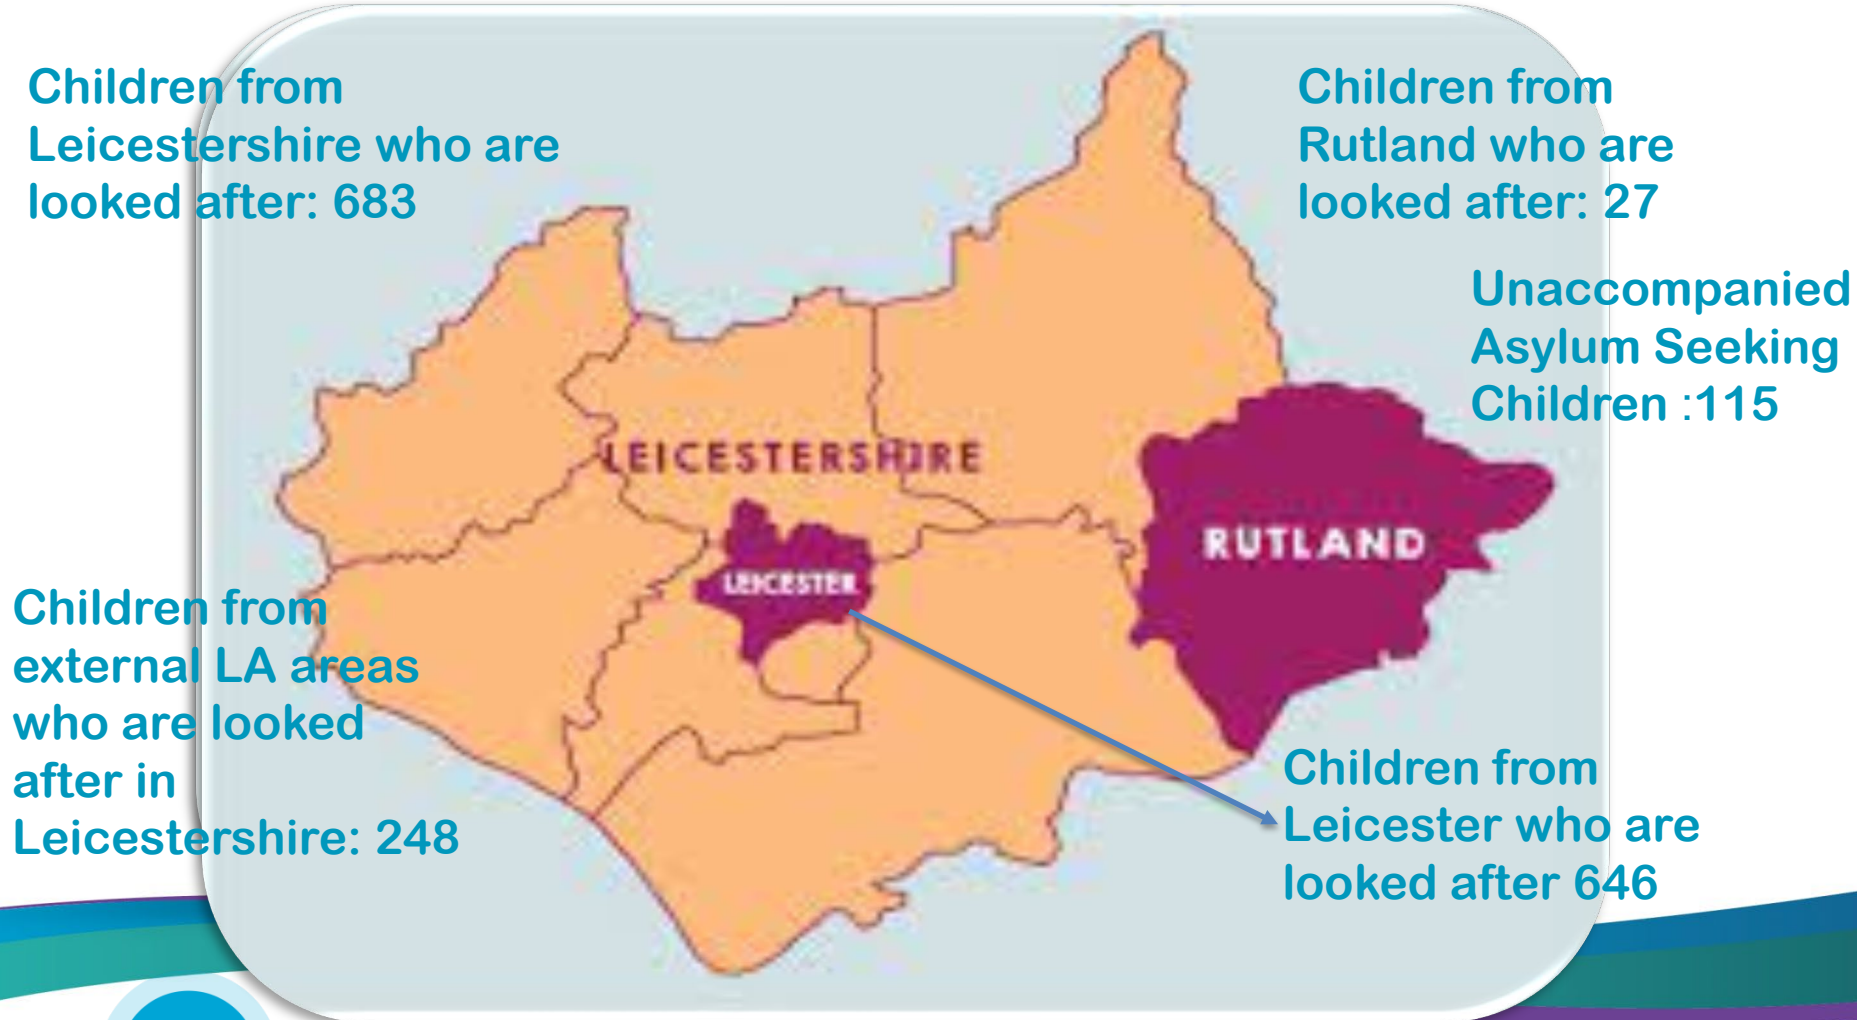 Children from
Leicestershire who are
looked after: 683
Children from
Rutland who are
looked after: 27
Unaccompanied
Asylum Seeking
Children :115
LEICESTERSHIRE
RUTLAND
LEICESTER
Children from
external LA areas
who are looked
after in
Leicestershire: 248
Children from
Leicester who are
looked after 646